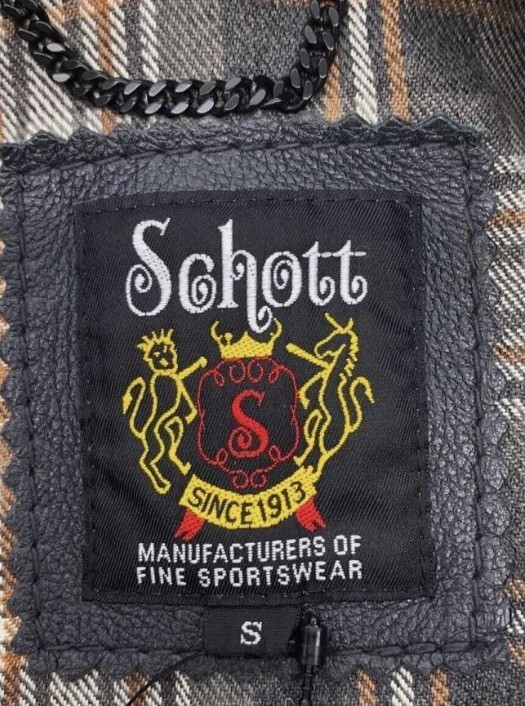 Schott
S
SINCE 1913
MANUFACTURERS OF
FINE SPORTSWEAR
S